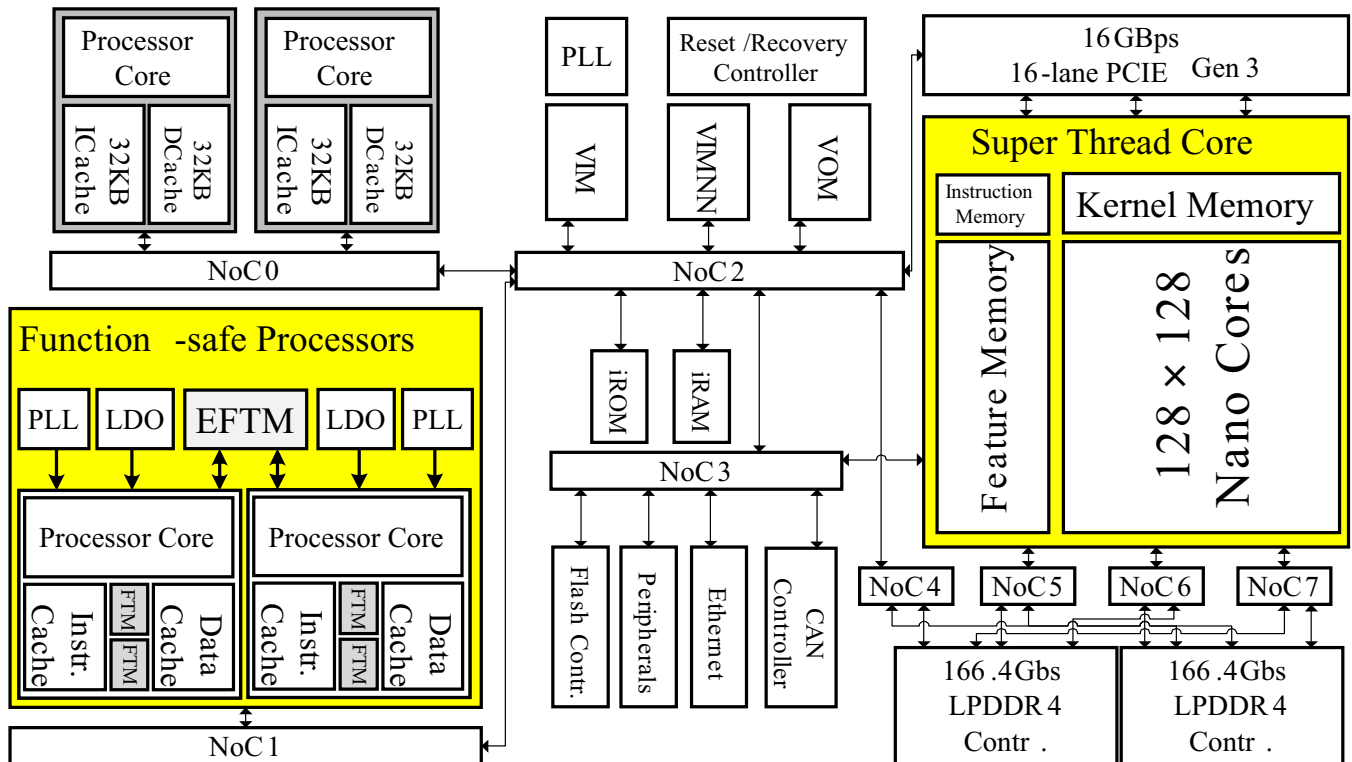 Processor
Core
32KB
ICache
32KB
DCache
Processor
Core
32KB
ICache
32KB
DCache
NoC0
PLL
Reset /Recovery
Controller
VIM
VIMNN
VOM
NoC2
16GBps
16-lane PCIE Gen 3
Super Thread Core
Instruction
Memory
Kernel Memory
Feature Memory
128 × 128
Nano Cores
Function -safe Processors
PLL
LDO
EFTM
LDO
PLL
Processor Core
Instr.
Cache
FTM
FTM
Data
Cache
Processor Core
Instr.
Cache
FTM
FTM
Data
Cache
NoC1
iROM
iRAM
NoC3
Flash Contr.
Peripherals
Ethernet
CAN
Controller
NoC4
NoC5
NoC6
NoC7
166.4Gbs
LPDDR4
Contr .
166.4Gbs
LPDDR4
Contr .